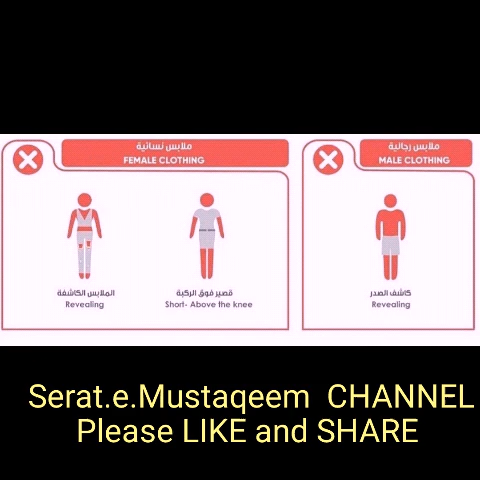 ملابس نسائية
FEMALE CLOTHING
الملابس الكاشفة
Revealing
قصير فوق الركبة
Short- Above the knee
ملابس رجالية
MALE CLOTHING
كاشف الصدر
Revealing
Serat.e.Mustaqeem CHANNEL
Please LIKE and SHARE